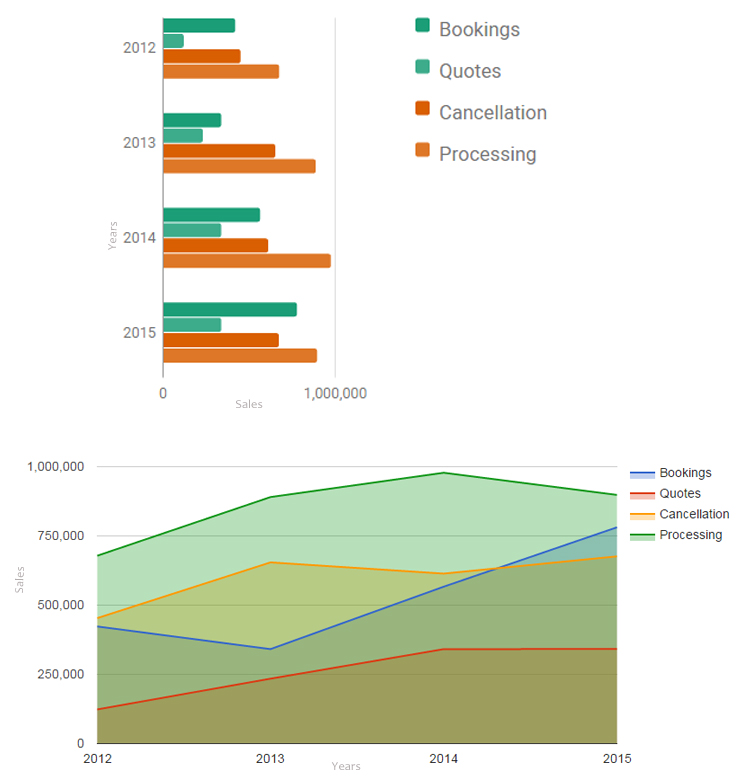 Bookings
Quotes
Cancellation
Processing
2012
2013
2014
2015
Years
0
1,000,000
Sales
1,000,000
750,000
500,000
250,000
0
Sales
2012
2013
2014
2015
Years
Bookings
Quotes
Cancellation
Processing